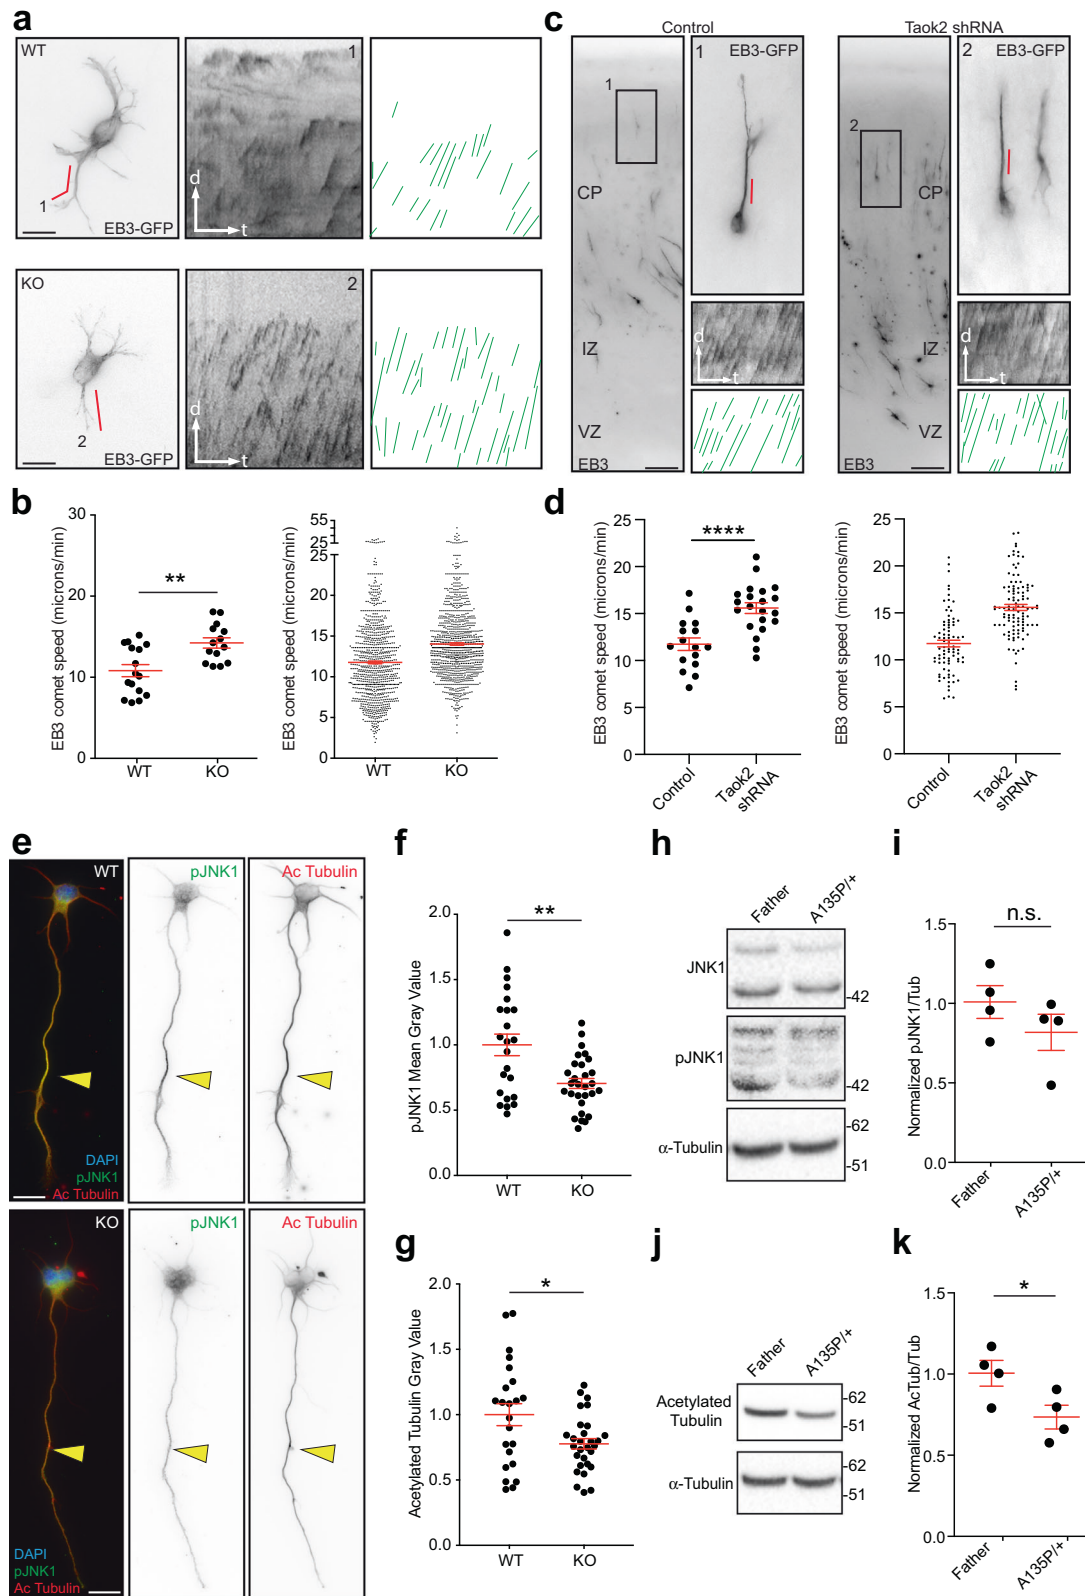 a
WT
1
EB3-GFP
1
d
t
KO
2
EB3-GFP
2
d
t
b
EB3 comet speed (microns/min)
30
20
10
0
**
WT
KO
EB3 comet speed (microns/min)
55
25
25
20
15
10
5
0
WT
KO
c
Control
1
CP
IZ
VZ
EB3
1
EB3-GFP
d
t
Taok2 shRNA
2
CP
IZ
VZ
EB3
2
EB3-GFP
d
t
d
EB3 comet speed (microns/min)
25
20
15
10
5
0
****
Control
Taok2
shRNA
EB3 comet speed (microns/min)
25
20
15
10
5
0
Control
Taok2
shRNA
e
WT
DAPI
pJNK1
Ac Tubulin
pJNK1
Ac Tubulin
KO
DAPI
pJNK1
Ac Tubulin
pJNK1
Ac Tubulin
f
pJNK1 Mean Gray Value
2.0
1.5
1.0
0.5
0.0
**
WT
KO
g
Acetylated Tubulin Gray Value
2.0
1.5
1.0
0.5
0.0
*
WT
KO
h
Father
A135P/+
JNK1
-42
pJNK1
-42
α-Tubulin
-62
-51
i
Normalized pJNK1/Tub
1.5
1.0
0.5
0.0
n.s.
Father
A135P/+
j
Father
A135P/+
Acetylated
Tubulin
-62
-51
α-Tubulin
-62
-51
k
Normalized AcTub/Tub
1.5
1.0
0.5
0.0
*
Father
A135P/+